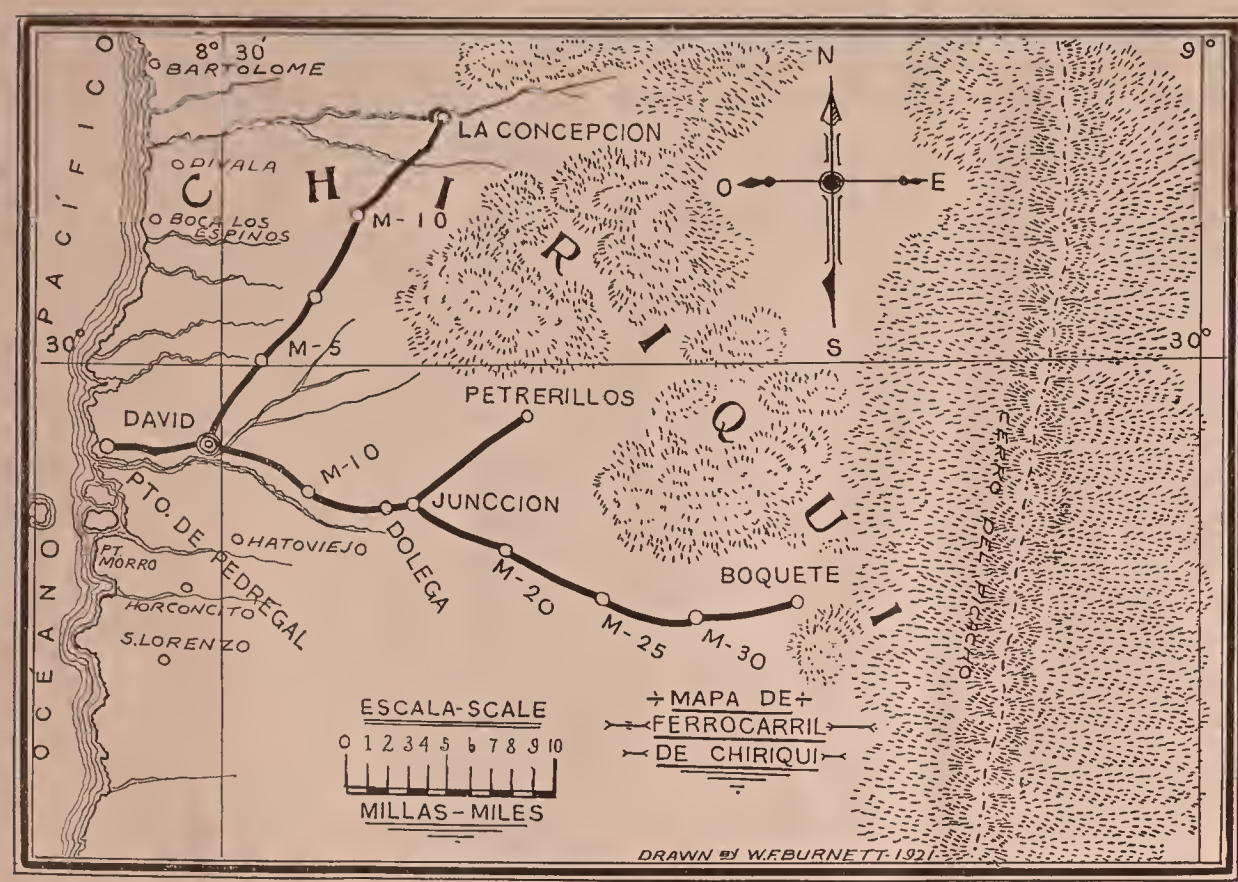 8° 30'
9°
BARTOLOME
N
LA CONCEPCION
DIVALA
O
E
CHIRIQUI
M-10
BOCA LOS
ESPINOS
OCÉANO PACÍFICO
30°
M-5
S
30°
PETRERILLOS
DAVID
M-10
JUNCCION
PTO. DE PEDREGAL
HATOVIEJO
DOLEGA
PT.
MORRO
M-20
BOQUETE
HORCONCITO
M-25
M-30
S. LORENZO
CERRO DEL
ESCALA-SCALE
0 1 2 3 4 5 6 7 8 9 10
MILLAS-MILES
MAPA DE
FERROCARRIL
DE CHIRIQUI
DRAWN BY W.F.BURNETT-1921-